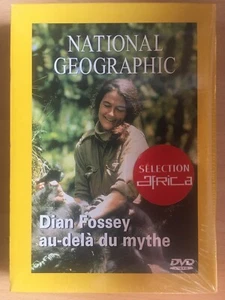 NATIONAL
GEOGRAPHIC
SÉLECTION
africa
Dian Fossey
au-delà du mythe
DVD